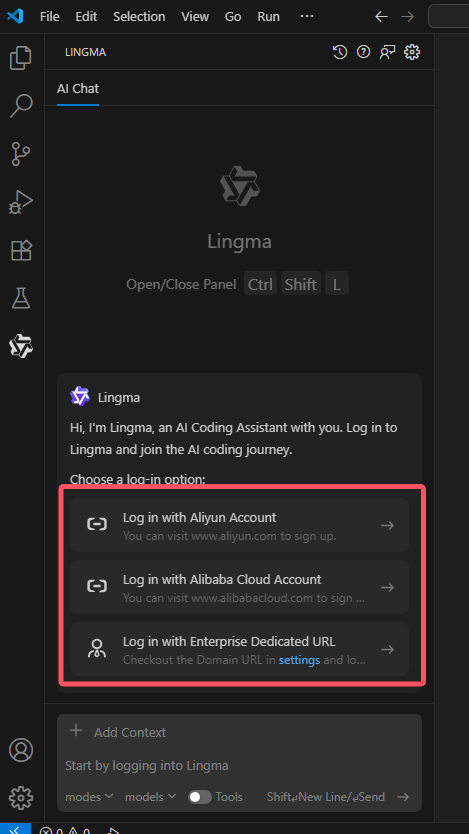 File Edit Selection View Go Run ···
LINGMA
AI Chat
Lingma
Open/Close Panel Ctrl Shift L
Lingma
Hi, I'm Lingma, an AI Coding Assistant with you. Log in to
Lingma and join the AI coding journey.
Choose a log-in option:
Log in with Aliyun Account
You can visit www.aliyun.com to sign up.
Log in with Alibaba Cloud Account
You can visit www.alibabacloud.com to sign ...
Log in with Enterprise Dedicated URL
Checkout the Domain URL in settings and lo...
Add Context
Start by logging into Lingma
modes models Tools Shift↵New Line/↵Send
0 0